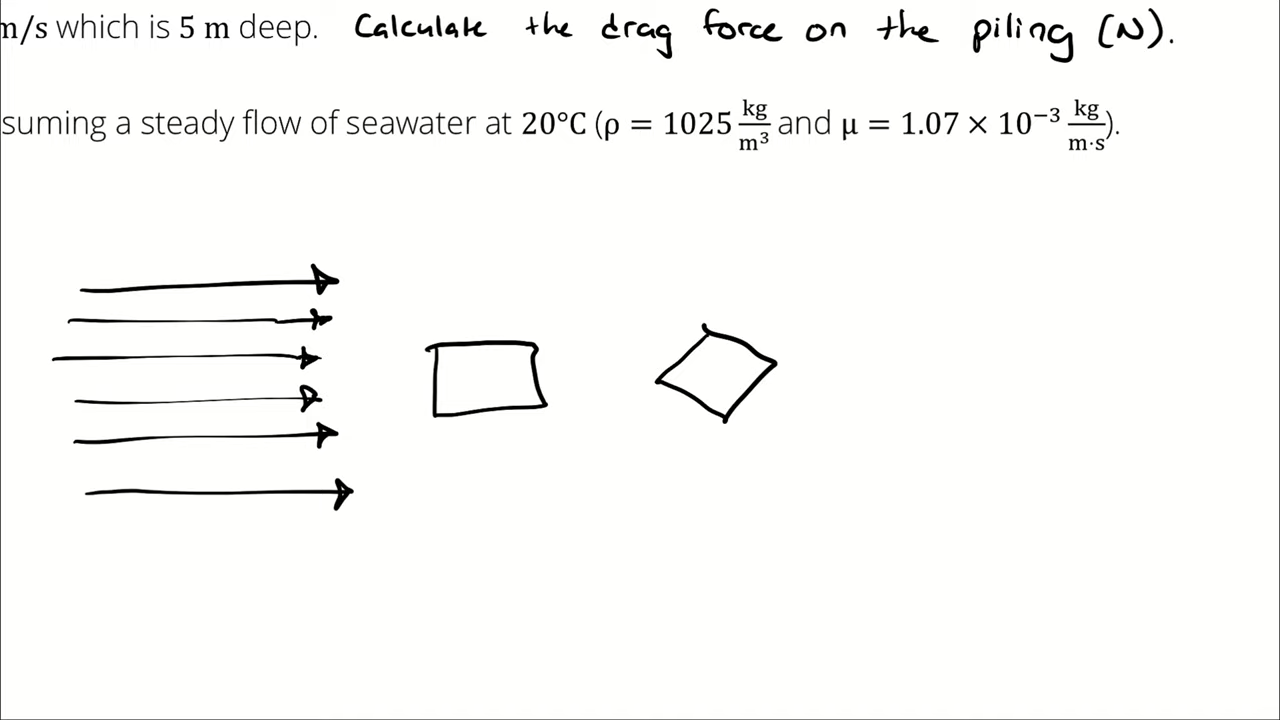 m/s which is 5 m deep. Calculate the drag force on the piling (N).
suming a steady flow of seawater at 20°C (ρ = 1025 kg/m³ and μ = 1.07 × 10⁻³ kg/m·s).